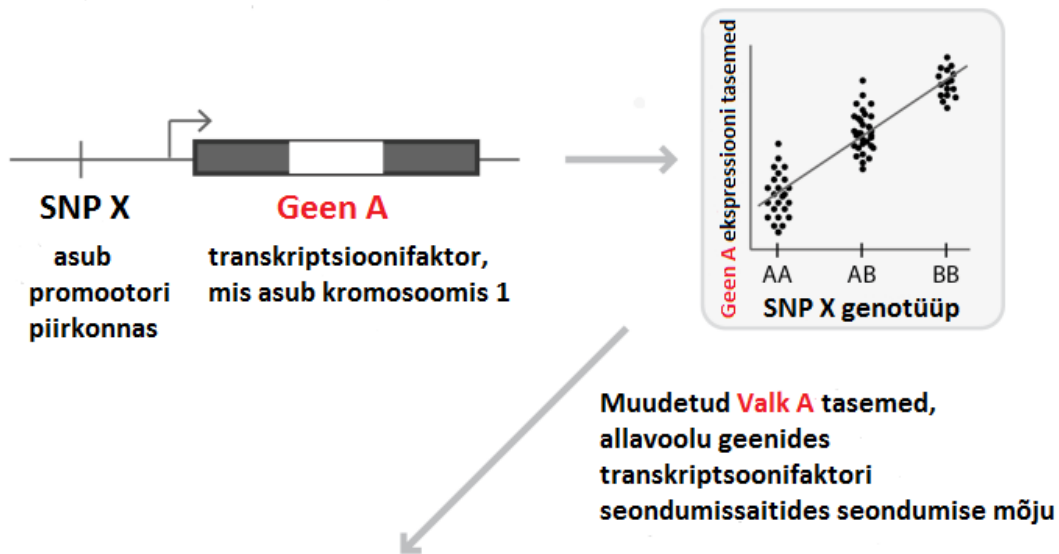 SNP X
asub
promootori
piirkonnas
Geen A
transkriptsioonifaktor,
mis asub kromosoomis 1
Geen A ekspressiooni tasemed
AA AB BB
SNP X genotüüp
Muudetud Valk A tasemed,
allavoolu geenides
transkriptsoonifaktori
seondumissaitides seondumise mõju